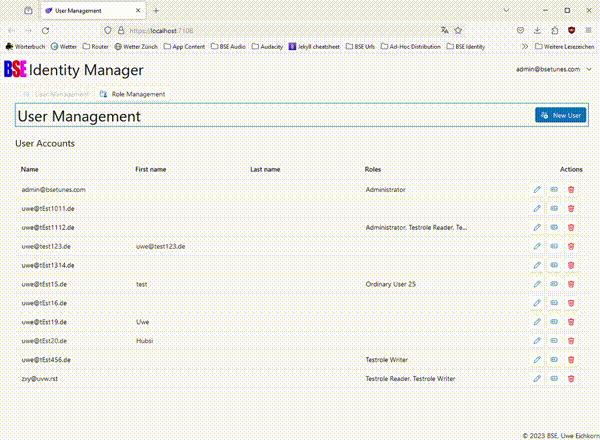 User Management
https://localhost:7108
Wörterbuch Wetter Router Wetter Zürich App Content BSE Audio Audacity Jekyll cheetsheet BSE Urls Ad-Hoc Distribution BSE Identity Weitere Lesezeichen
BSE Identity Manager
admin@bsetunes.com
User Management Role Management
User Management
New User
User Accounts
Name First name Last name Roles Actions
admin@bsetunes.com Administrator
uwe@tEst1011.de
uwe@tEst1112.de Administrator, Testrole Reader, Te...
uwe@test123.de uwe@test123.de
uwe@tEst1314.de
uwe@tEst15.de test Ordinary User 25
uwe@tEst16.de
uwe@tEst19.de Uwe
uwe@tEst20.de Hubsi
uwe@tEst456.de Testrole Writer
zxy@uvw.rst Testrole Reader, Testrole Writer
© 2023 BSE, Uwe Eichkorn